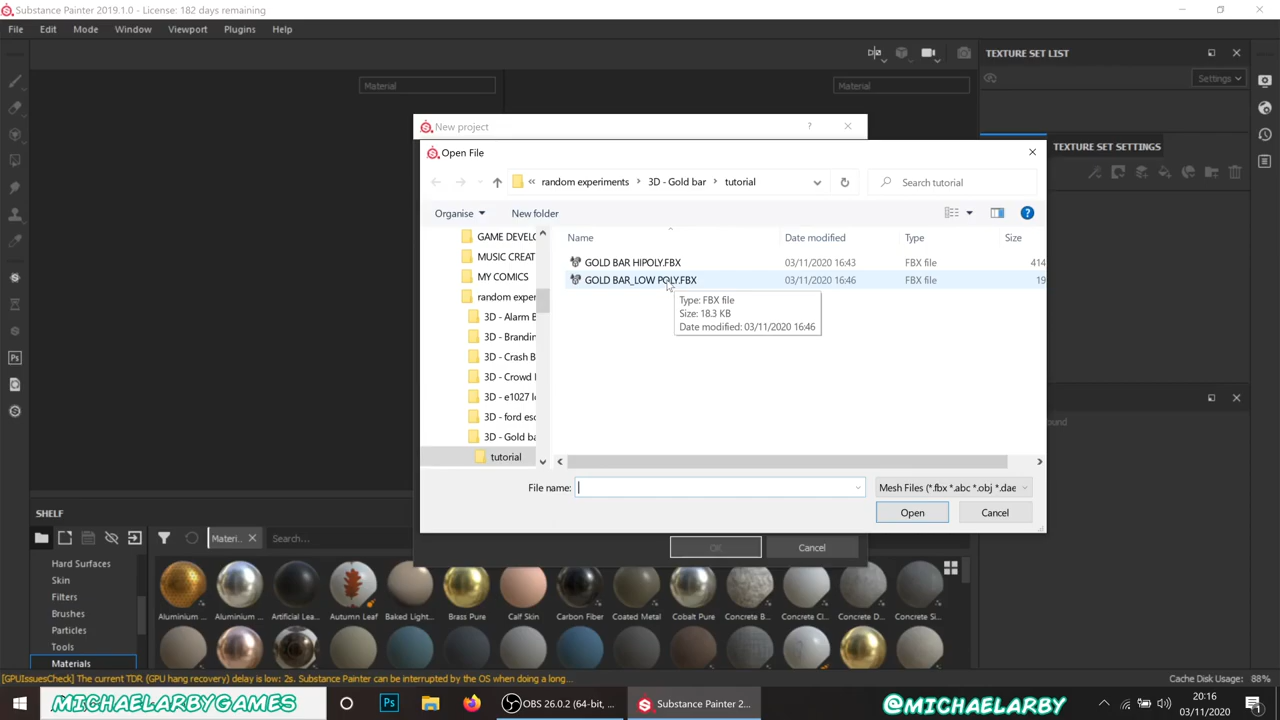 Substance Painter 2019.1.0 - License: 182 days remaining
File Edit Mode Window Viewport Plugins Help
Material
Material
TEXTURE SET LIST
Settings
New project
?
Open File
TEXTURE SET SETTINGS
« random experiments › 3D - Gold bar › tutorial
Search tutorial
Organise
New folder
Name Date modified Type Size
GOLD BAR HIPOLY.FBX 03/11/2020 16:43 FBX file 414
GOLD BAR_LOW POLY.FBX 03/11/2020 16:46 FBX file 19
Type: FBX file
Size: 18.3 KB
Date modified: 03/11/2020 16:46
GAME DEVELO
MUSIC CREAT
MY COMICS
random exper
3D - Alarm B
3D - Brandin
3D - Crash B
3D - Crowd
3D - e1027 lo
3D - ford esc
3D - Gold ba
tutorial
ound
File name:
Mesh Files (*.fbx *.abc *.obj *.dae
Open
Cancel
OK
Cancel
SHELF
Materi...
Search...
Hard Surfaces
Skin
Filters
Brushes
Particles
Tools
Materials
Aluminium ... Aluminium ... Artificial Lea... Autumn Leaf Baked Light... Brass Pure Calf Skin Carbon Fiber Coated Metal Cobalt Pure Concrete B... Concrete Cl... Concrete D... Concrete Si...
[GPUIssuesCheck] The current TDR (GPU hang recovery) delay is low: 2s. Substance Painter can be interrupted by the OS when doing a long...
Cache Disk Usage: 88%
MICHAELARBYGAMES
Ps
OBS 26.0.2 (64-bit, ...
Substance Painter 2...
@MICHAELARBY
20:16
03/11/2020
1